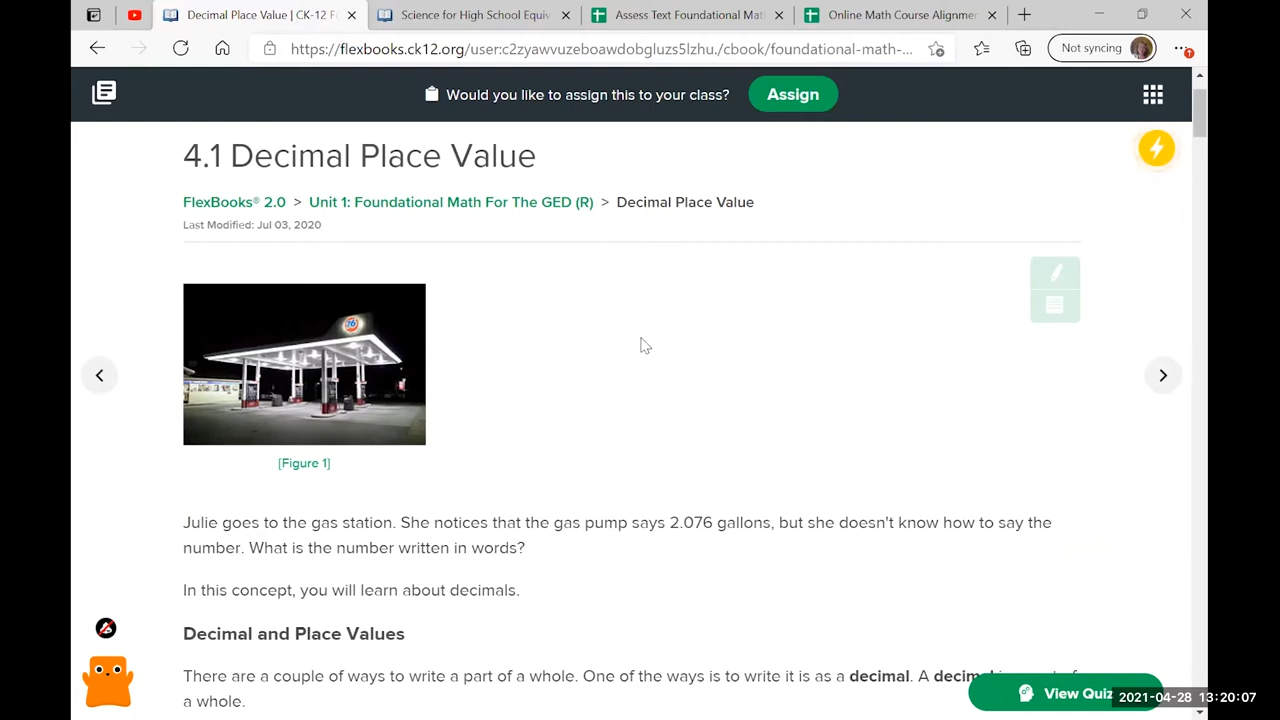 Decimal Place Value | CK-12 F
Science for High School Equiv
Assess Text Foundational Mat
Online Math Course Alignmer
https://flexbooks.ck12.org/user:c2zyawvuzeboawdobgluzs5lzhu./cbook/foundational-math-...
Not syncing
Would you like to assign this to your class?
Assign
4.1 Decimal Place Value
FlexBooks® 2.0 > Unit 1: Foundational Math For The GED (R) > Decimal Place Value
Last Modified: Jul 03, 2020
76
[Figure 1]
Julie goes to the gas station. She notices that the gas pump says 2.076 gallons, but she doesn't know how to say the
number. What is the number written in words?
In this concept, you will learn about decimals.
Decimal and Place Values
There are a couple of ways to write a part of a whole. One of the ways is to write it is as a decimal. A decim
a whole.
View Quiz
2021-04-28 13:20:07